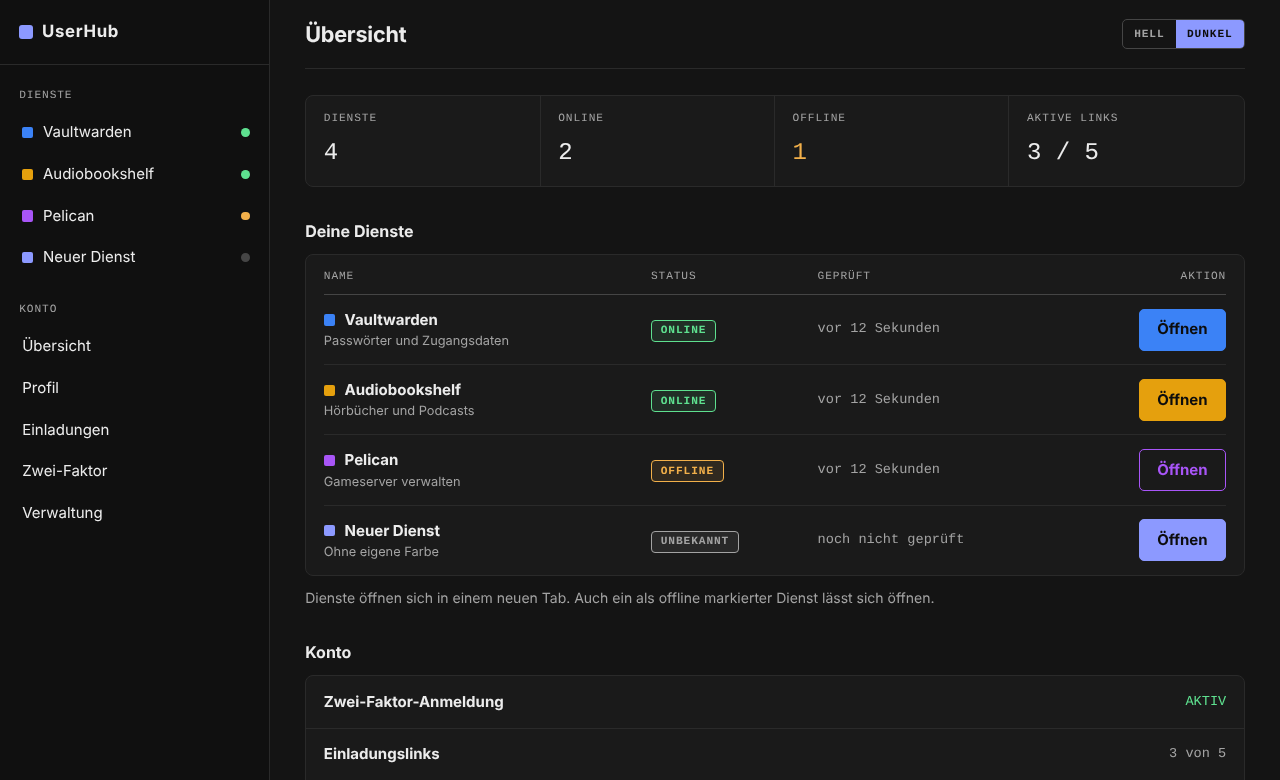 UserHub
DIENSTE
Vaultwarden
Audiobookshelf
Pelican
Neuer Dienst
KONTO
Übersicht
Profil
Einladungen
Zwei-Faktor
Verwaltung
Übersicht
HELL DUNKEL
DIENSTE ONLINE OFFLINE AKTIVE LINKS
4 2 1 3 / 5
Deine Dienste
NAME STATUS GEPRÜFT AKTION
Vaultwarden
Passwörter und Zugangsdaten
ONLINE vor 12 Sekunden Öffnen
Audiobookshelf
Hörbücher und Podcasts
ONLINE vor 12 Sekunden Öffnen
Pelican
Gameserver verwalten
OFFLINE vor 12 Sekunden Öffnen
Neuer Dienst
Ohne eigene Farbe
UNBEKANNT noch nicht geprüft Öffnen
Dienste öffnen sich in einem neuen Tab. Auch ein als offline markierter Dienst lässt sich öffnen.
Konto
Zwei-Faktor-Anmeldung AKTIV
Einladungslinks 3 von 5